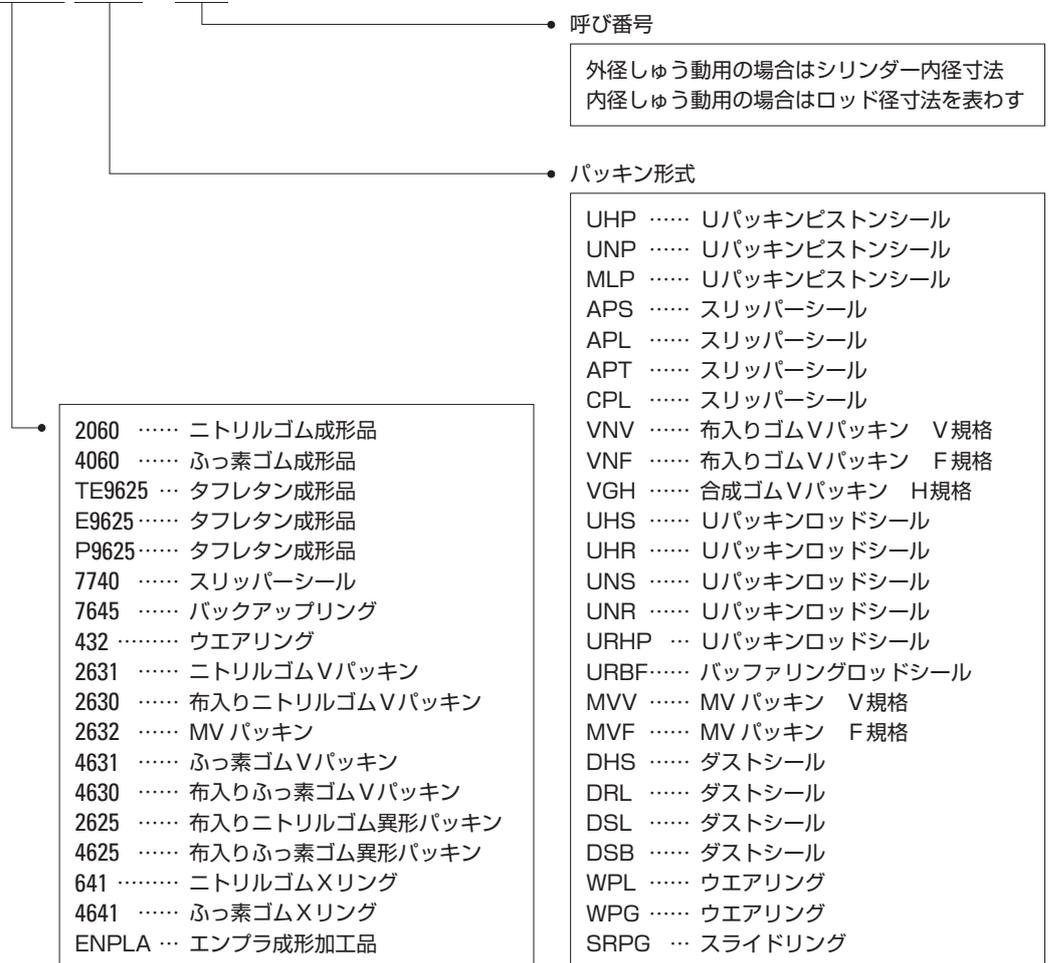 呼び番号
外径しゅう動用の場合はシリンダー内径寸法
内径しゅう動用の場合はロッド径寸法を表わす
パッキン形式
UHP …… Uパッキンピストンシール
UNP …… Uパッキンピストンシール
MLP …… Uパッキンピストンシール
APS …… スリッパーシール
APL …… スリッパーシール
APT …… スリッパーシール
CPL …… スリッパーシール
VNV …… 布入りゴムVパッキン　V規格
VNF …… 布入りゴムVパッキン　F規格
VGH …… 合成ゴムVパッキン　H規格
UHS …… Uパッキンロッドシール
UHR …… Uパッキンロッドシール
UNS …… Uパッキンロッドシール
UNR …… Uパッキンロッドシール
URHP … Uパッキンロッドシール
URBF…… バッファリングロッドシール
MVV …… MV パッキン　V規格
MVF …… MV パッキン　F規格
DHS …… ダストシール
DRL …… ダストシール
DSL …… ダストシール
DSB …… ダストシール
WPL …… ウエアリング
WPG …… ウエアリング
SRPG … スライドリング
2060 …… ニトリルゴム成形品
4060 …… ふっ素ゴム成形品
TE9625 … タフレタン成形品
E9625…… タフレタン成形品
P9625…… タフレタン成形品
7740 …… スリッパーシール
7645 …… バックアップリング
432 ……… ウエアリング
2631 …… ニトリルゴムVパッキン
2630 …… 布入りニトリルゴムVパッキン
2632 …… MV パッキン
4631 …… ふっ素ゴムVパッキン
4630 …… 布入りふっ素ゴムVパッキン
2625 …… 布入りニトリルゴム異形パッキン
4625 …… 布入りふっ素ゴム異形パッキン
641 ……… ニトリルゴムXリング
4641 …… ふっ素ゴムXリング
ENPLA … エンプラ成形加工品